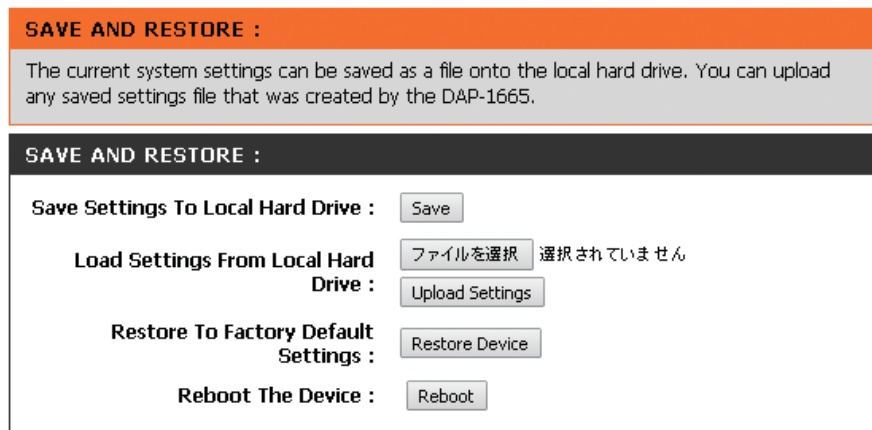 SAVE AND RESTORE :
The current system settings can be saved as a file onto the local hard drive. You can upload
any saved settings file that was created by the DAP-1665.
SAVE AND RESTORE :
Save Settings To Local Hard Drive : Save
Load Settings From Local Hard Drive : ファイルを選択 選択されていません
Upload Settings
Restore To Factory Default Settings : Restore Device
Reboot The Device : Reboot